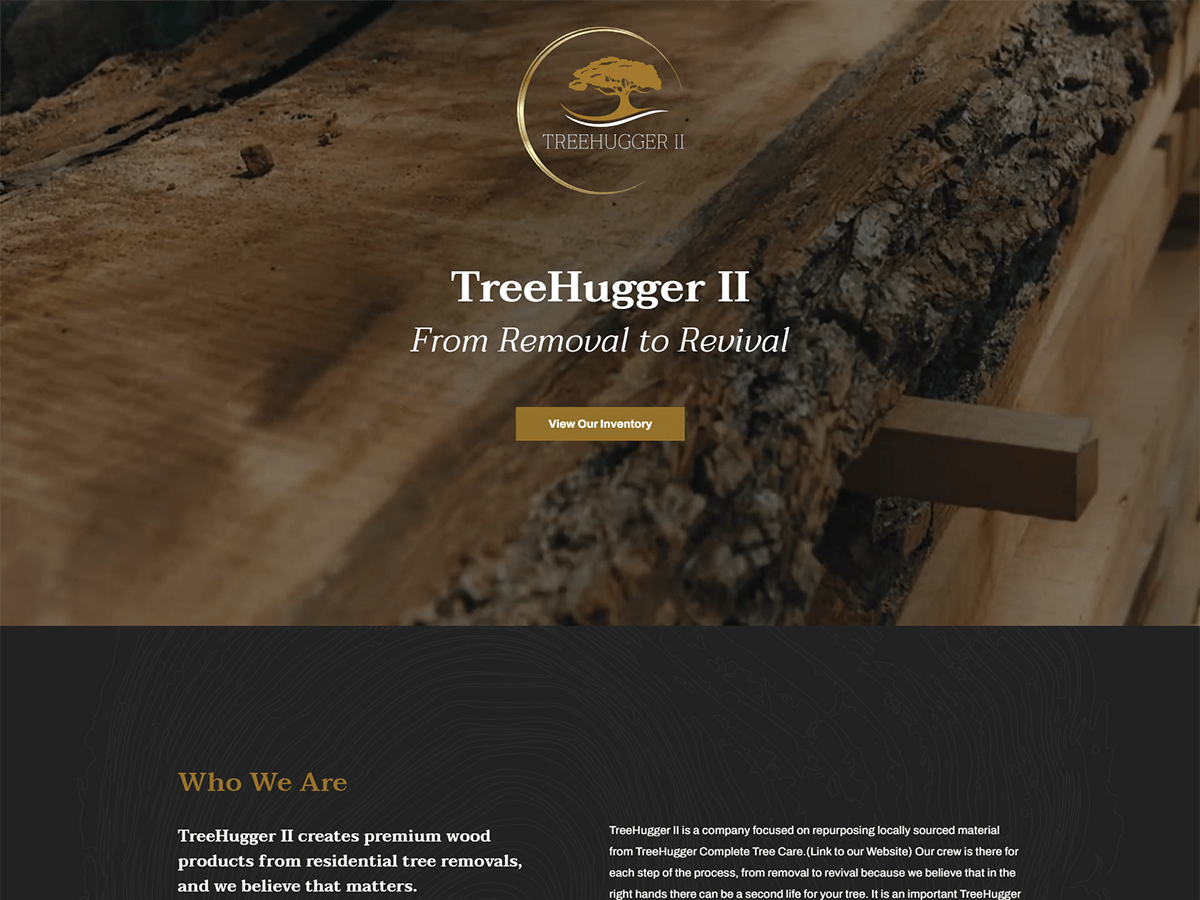 TREEHUGGER II
TreeHugger II
From Removal to Revival
View Our Inventory
Who We Are
TreeHugger II creates premium wood
products from residential tree removals,
and we believe that matters.
TreeHugger II is a company focused on repurposing locally sourced material
from TreeHugger Complete Tree Care.(Link to our Website) Our crew is there for
each step of the process, from removal to revival because we believe that in the
right hands there can be a second life for your tree. It is an important TreeHugger